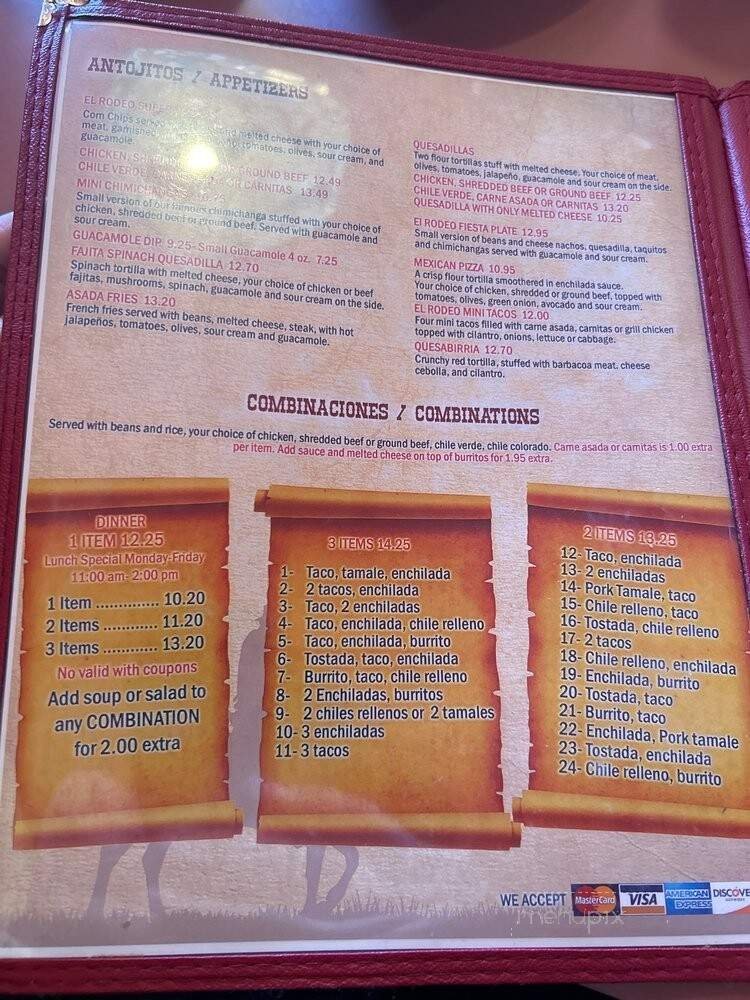 ANTOJITOS / APPETIZERS
EL RODEO SUPER
Corn Chips served melted cheese with your choice of
meat, garnished tomatoes, olives, sour cream, and
guacamole.
CHICKEN, GROUND BEEF 12.49
CHILE VERDE, OR CARNITAS 13.49
MINI CHIMICHANGAS
Small version of our famous chimichanga stuffed with your choice of
chicken, shredded beef or ground beef. Served with guacamole and
sour cream.
GUACAMOLE DIP 9.25- Small Guacamole 4 oz. 7.25
FAJITA SPINACH QUESADILLA 12.70
Spinach tortilla with melted cheese, your choice of chicken or beef
fajitas, mushrooms, spinach, guacamole and sour cream on the side.
ASADA FRIES 13.20
French fries served with beans, melted cheese, steak, with hot
jalapeños, tomatoes, olives, sour cream and guacamole.
QUESADILLAS
Two flour tortillas stuff with melted cheese. Your choice of meat,
olives, tomatoes, jalapeño, guacamole and sour cream on the side.
CHICKEN, SHREDDED BEEF OR GROUND BEEF 12.25
CHILE VERDE, CARNE ASADA OR CARNITAS 13.20
QUESADILLA WITH ONLY MELTED CHEESE 10.25
El RODEO FIESTA PLATE 12.95
Small version of beans and cheese nachos, quesadilla, taquitos
and chimichangas served with guacamole and sour cream.
MEXICAN PIZZA 10.95
A crisp flour tortilla smoothered in enchilada sauce.
Your choice of chicken, shredded or ground beef, topped with
tomatoes, olives, green onion, avocado and sour cream.
El RODEO MINI TACOS 12.00
Four mini tacos filled with carne asada, carnitas or grill chicken
topped with cilantro, onions, lettuce or cabbage.
QUESABIRRIA 12.70
Crunchy red tortilla, stuffed with barbacoa meat, cheese
cebolla, and cilantro.
COMBINACIONES / COMBINATIONS
Served with beans and rice, your choice of chicken, shredded beef or ground beef, chile verde, chile colorado. Carne asada or carnitas is 1.00 extra
per item. Add sauce and melted cheese on top of burritos for 1.95 extra.
DINNER
1 ITEM 12.25
Lunch Special Monday-Friday
11:00 am- 2:00 pm
1 Item ............. 10.20
2 Items ............ 11.20
3 Items ............ 13.20
No valid with coupons
Add soup or salad to
any COMBINATION
for 2.00 extra
3 ITEMS 14.25
1- Taco, tamale, enchilada
2- 2 tacos, enchilada
3- Taco, 2 enchiladas
4- Taco, enchilada, chile relleno
5- Taco, enchilada, burrito
6- Tostada, taco, enchilada
7- Burrito, taco, chile relleno
8- 2 Enchiladas, burritos
9- 2 chiles rellenos or 2 tamales
10- 3 enchiladas
11- 3 tacos
2 ITEMS 13.25
12- Taco, enchilada
13- 2 enchiladas
14- Pork Tamale, taco
15- Chile relleno, taco
16- Tostada, chile relleno
17- 2 tacos
18- Chile relleno, enchilada
19- Enchilada, burrito
20- Tostada, taco
21- Burrito, taco
22- Enchilada, Pork tamale
23- Tostada, enchilada
24- Chile relleno, burrito
WE ACCEPT MasterCard VISA AMERICAN EXPRESS DISCOVE
menupix